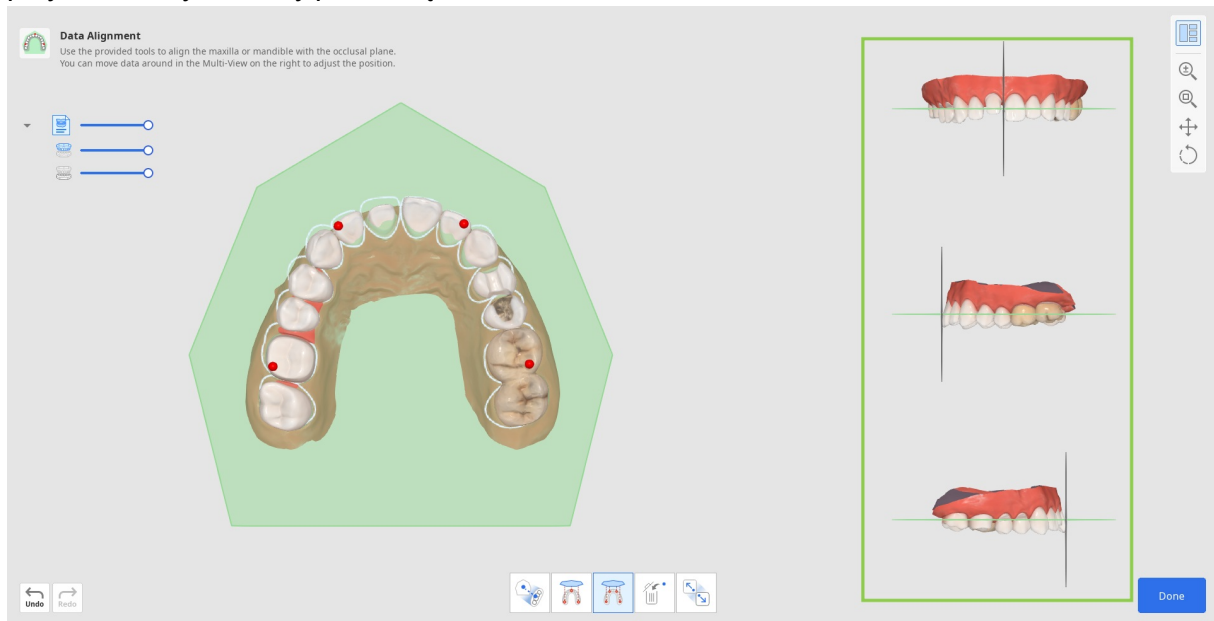 Data Alignment
Use the provided tools to align the maxilla or mandible with the occlusal plane.
You can move data around in the Multi-View on the right to adjust the position.
Undo
Redo
Done